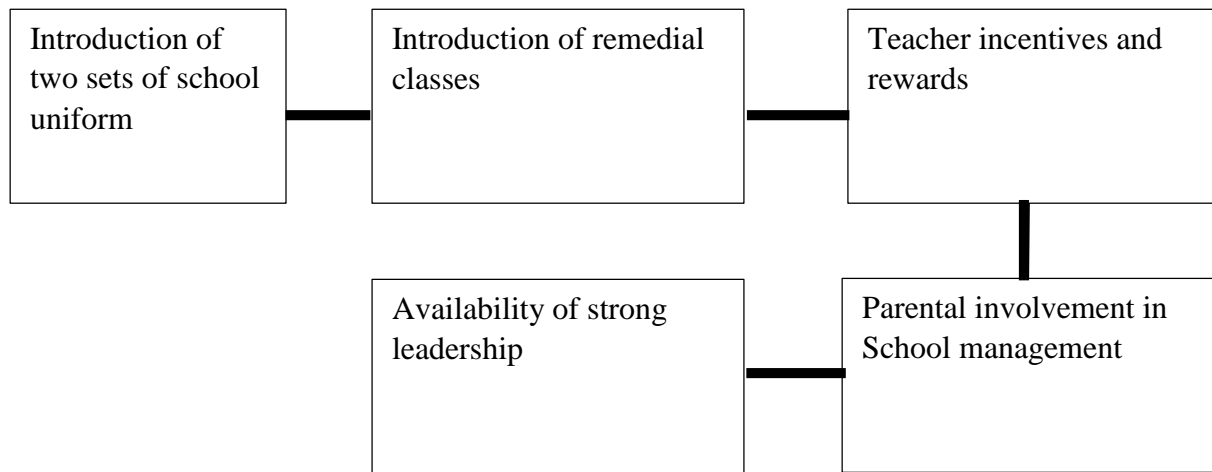 Introduction of
two sets of school
uniform
Introduction of remedial
classes
Teacher incentives and
rewards
Availability of strong
leadership
Parental involvement in
School management